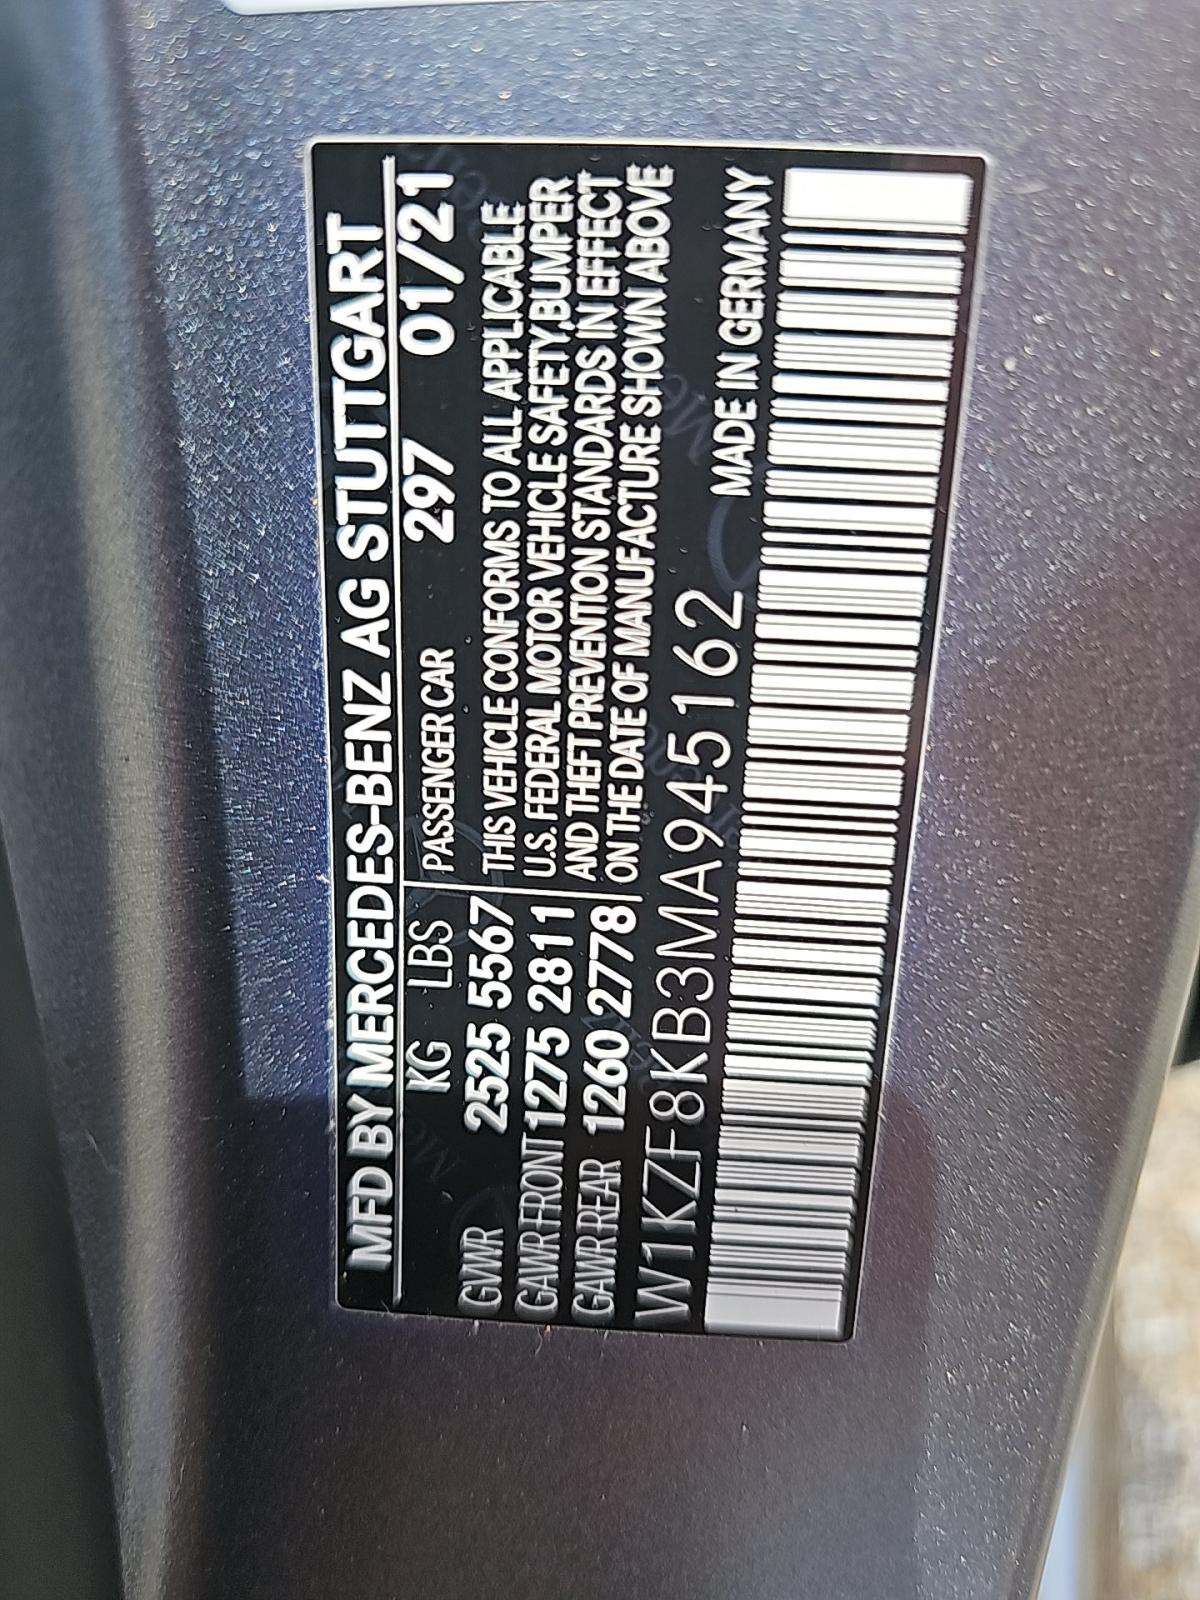 MFD BY MERCEDES-BENZ AG STUTTGART
KG LBS PASSENGER CAR 297 01/21
GVWR 2525 5567 THIS VEHICLE CONFORMS TO ALL APPLICABLE
GAWR FRONT 1275 2811 U.S. FEDERAL MOTOR VEHICLE SAFETY,BUMPER
AND THEFT PREVENTION STANDARDS IN EFFECT
GAWR REAR 1260 2778 ON THE DATE OF MANUFACTURE SHOWN ABOVE
W1KZF8KB3MA945162 MADE IN GERMANY